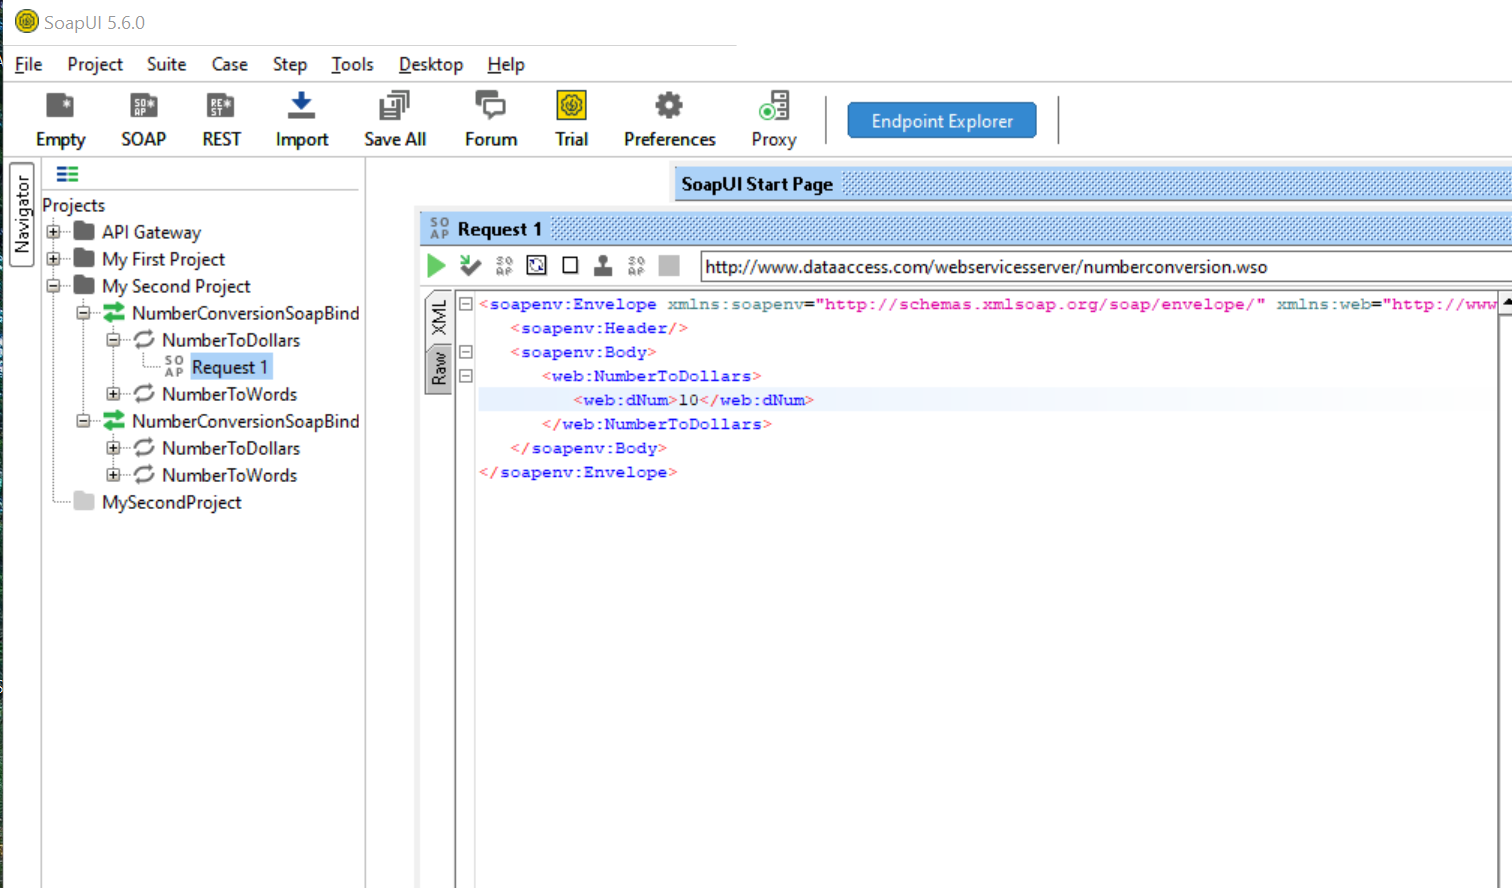 SoapUI 5.6.0
File Project Suite Case Step Tools Desktop Help
Empty SOAP REST Import Save All Forum Trial Preferences Proxy Endpoint Explorer
Navigator
Projects
API Gateway
My First Project
My Second Project
NumberConversionSoapBind
NumberToDollars
Request 1
NumberToWords
NumberConversionSoapBind
NumberToDollars
NumberToWords
MySecondProject
SoapUI Start Page
Request 1
http://www.dataaccess.com/webservicesserver/numberconversion.wso
XML
Raw
<soapenv:Envelope xmlns:soapenv="http://schemas.xmlsoap.org/soap/envelope/" xmlns:web="http://www
<soapenv:Header/>
<soapenv:Body>
<web:NumberToDollars>
<web:dNum>10</web:dNum>
</web:NumberToDollars>
</soapenv:Body>
</soapenv:Envelope>